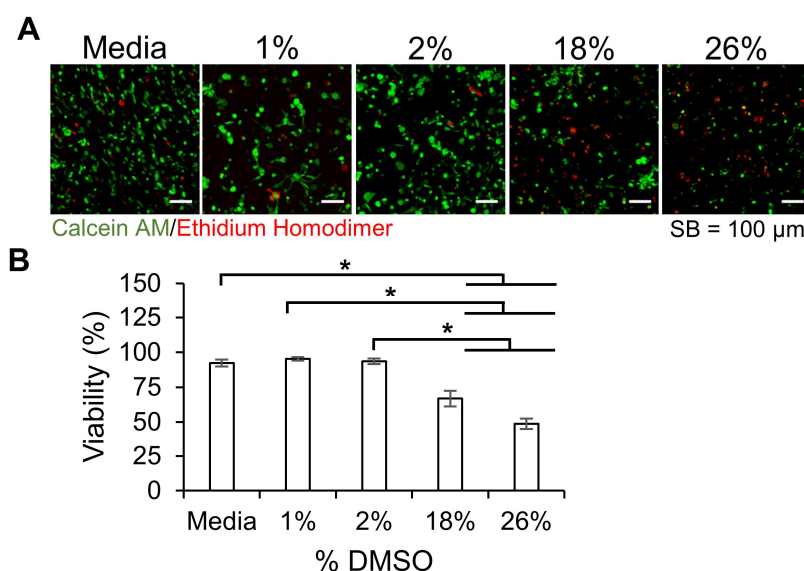 A
Media 1% 2% 18% 26%
Calcein AM/Ethidium Homodimer SB = 100 µm
B
* 
*
*
150
125
100
75
50
25
0
Viability (%)
Media 1% 2% 18% 26%
% DMSO